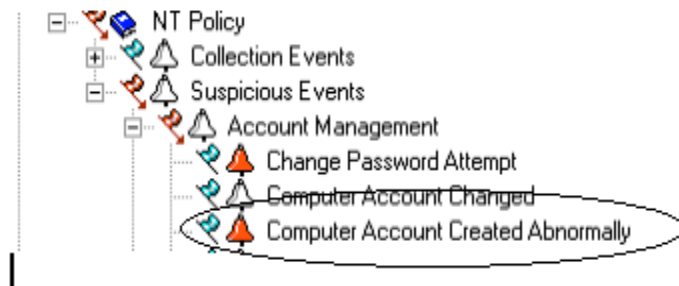 NT Policy
Collection Events
Suspicious Events
Account Management
Change Password Attempt
Computer Account Changed
Computer Account Created Abnormally